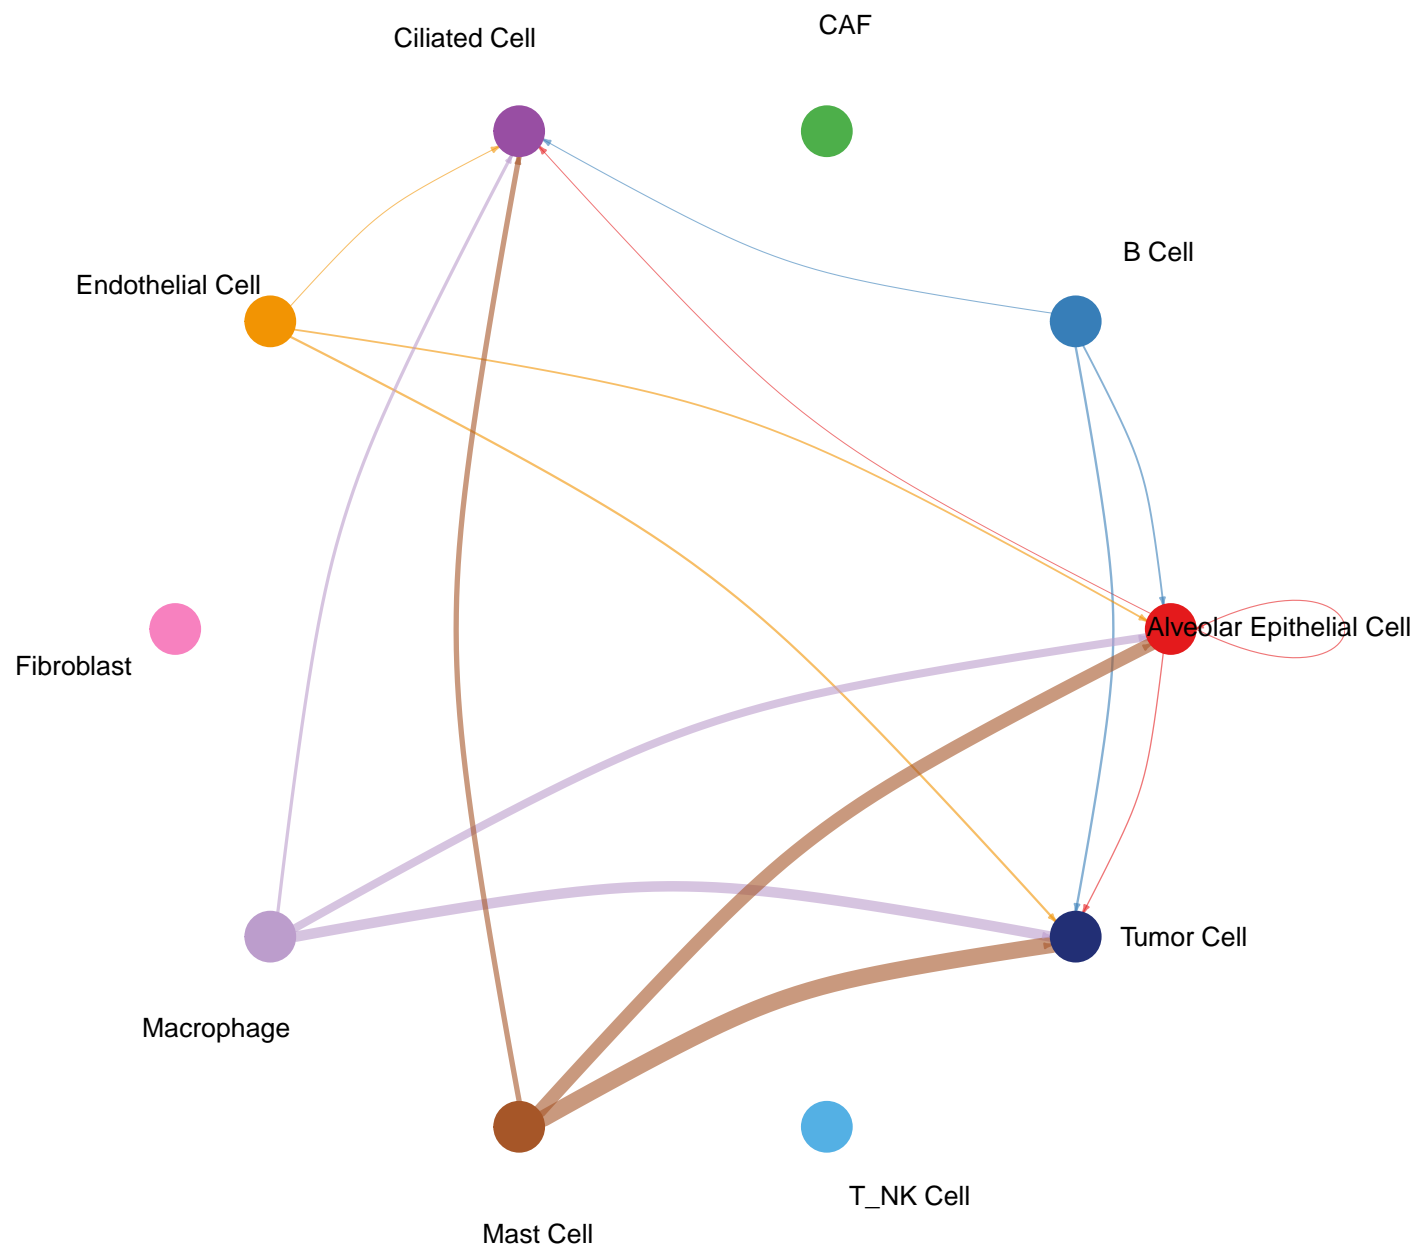 CAF
Ciliated Cell
B Cell
Endothelial Cell
Alveolar Epithelial Cell
Fibroblast
Tumor Cell
Macrophage
T_NK Cell
Mast Cell